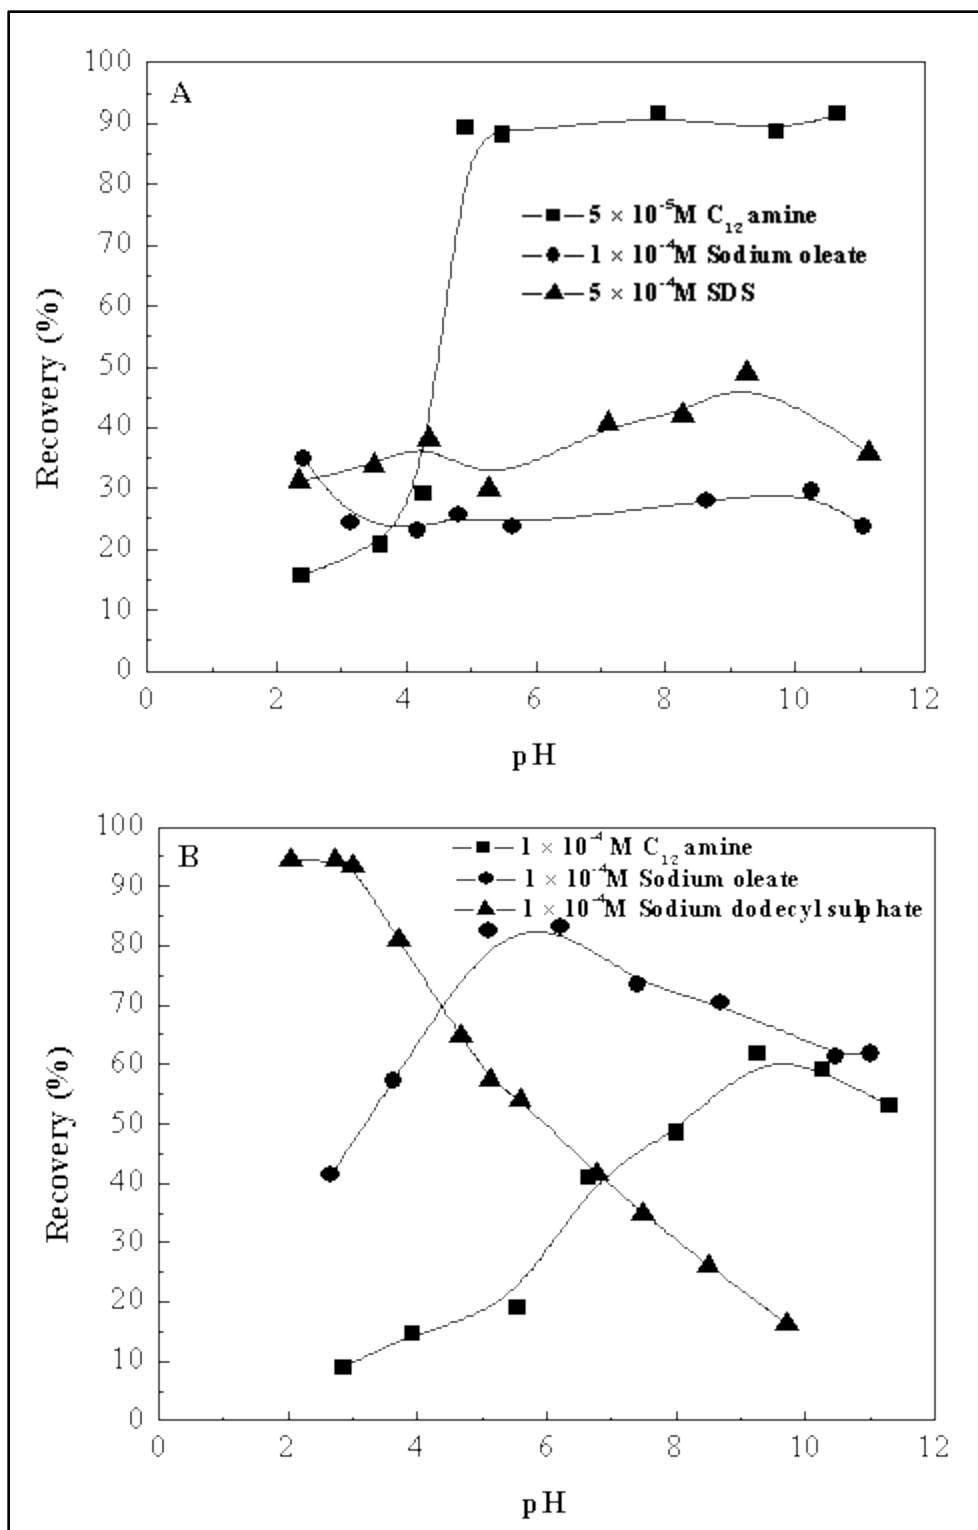 A
100
90
80
70
60
50
40
30
20
10
0
Recovery (%)
5 × 10⁻⁵M C₁₂ amine
1 × 10⁻⁴M Sodium oleate
5 × 10⁻⁴M SDS
0 2 4 6 8 10 12
pH
B
100
90
80
70
60
50
40
30
20
10
0
Recovery (%)
1 × 10⁻⁴ M C₁₂ amine
1 × 10⁻⁴M Sodium oleate
1 × 10⁻⁴M Sodium dodecyl sulphate
0 2 4 6 8 10 12
pH